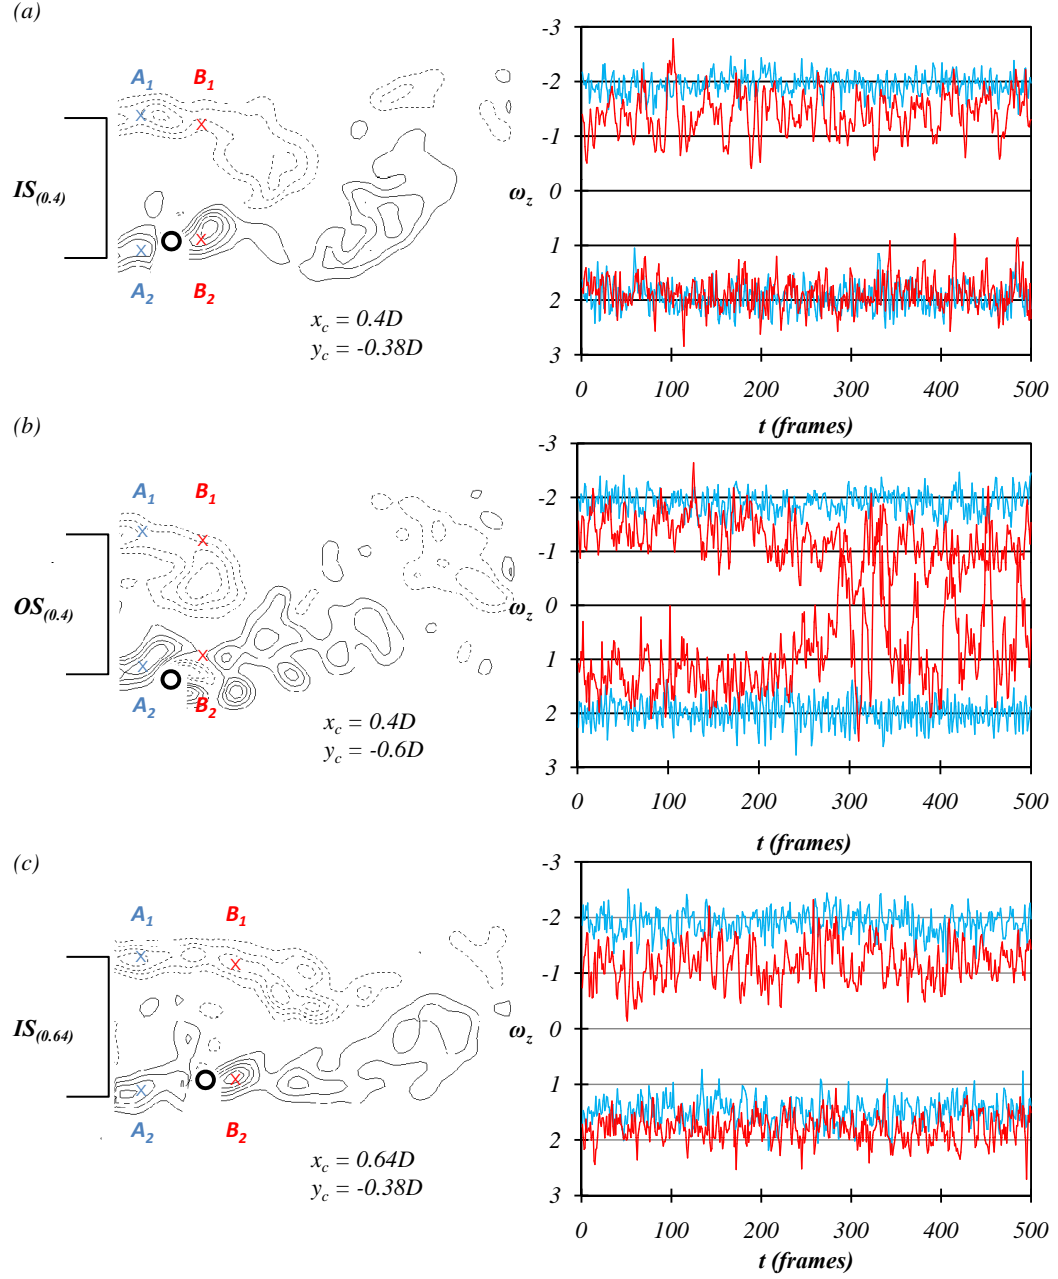 (a)
A1 B1
IS(0.4)
A2 B2
xc = 0.4D
yc = -0.38D
-3
-2
-1
0
1
2
3
ωz
0 100 200 300 400 500
t (frames)
(b)
A1 B1
OS(0.4)
A2 B2
xc = 0.4D
yc = -0.6D
-3
-2
-1
0
1
2
3
ωz
0 100 200 300 400 500
t (frames)
(c)
A1 B1
IS(0.64)
A2 B2
xc = 0.64D
yc = -0.38D
-3
-2
-1
0
1
2
3
ωz
0 100 200 300 400 500
t (frames)